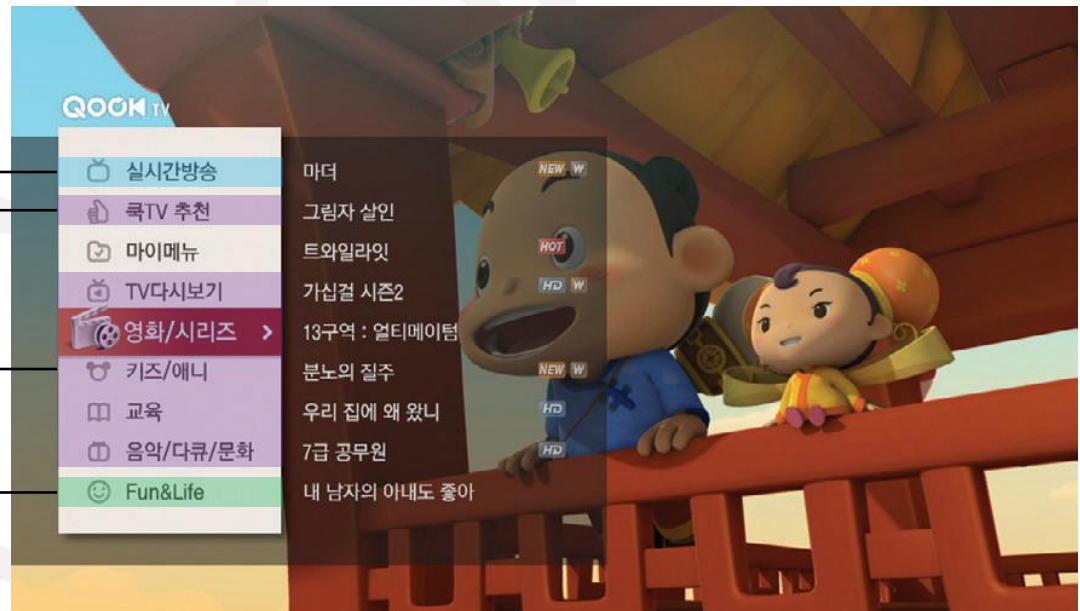 QOOK TV
실시간방송
쿡TV 추천
마이메뉴
TV다시보기
영화/시리즈 >
키즈/애니
교육
음악/다큐/문화
Fun&Life
마더 NEW W
그림자 살인
트와일라잇 HOT
가십걸 시즌2 HD W
13구역 : 얼티메이텀
분노의 질주 NEW W
우리 집에 왜 왔니 HD
7급 공무원 HD
내 남자의 아내도 좋아